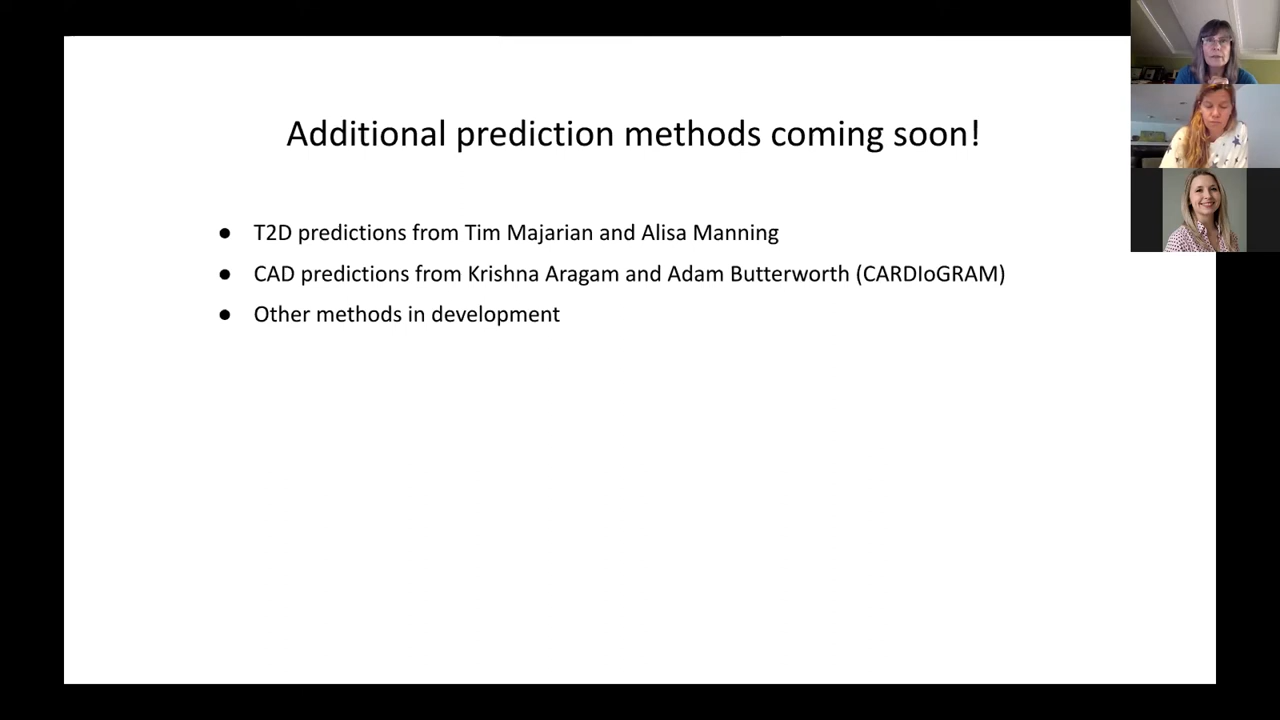 Additional prediction methods coming soon!
● T2D predictions from Tim Majarian and Alisa Manning
● CAD predictions from Krishna Aragam and Adam Butterworth (CARDIoGRAM)
● Other methods in development